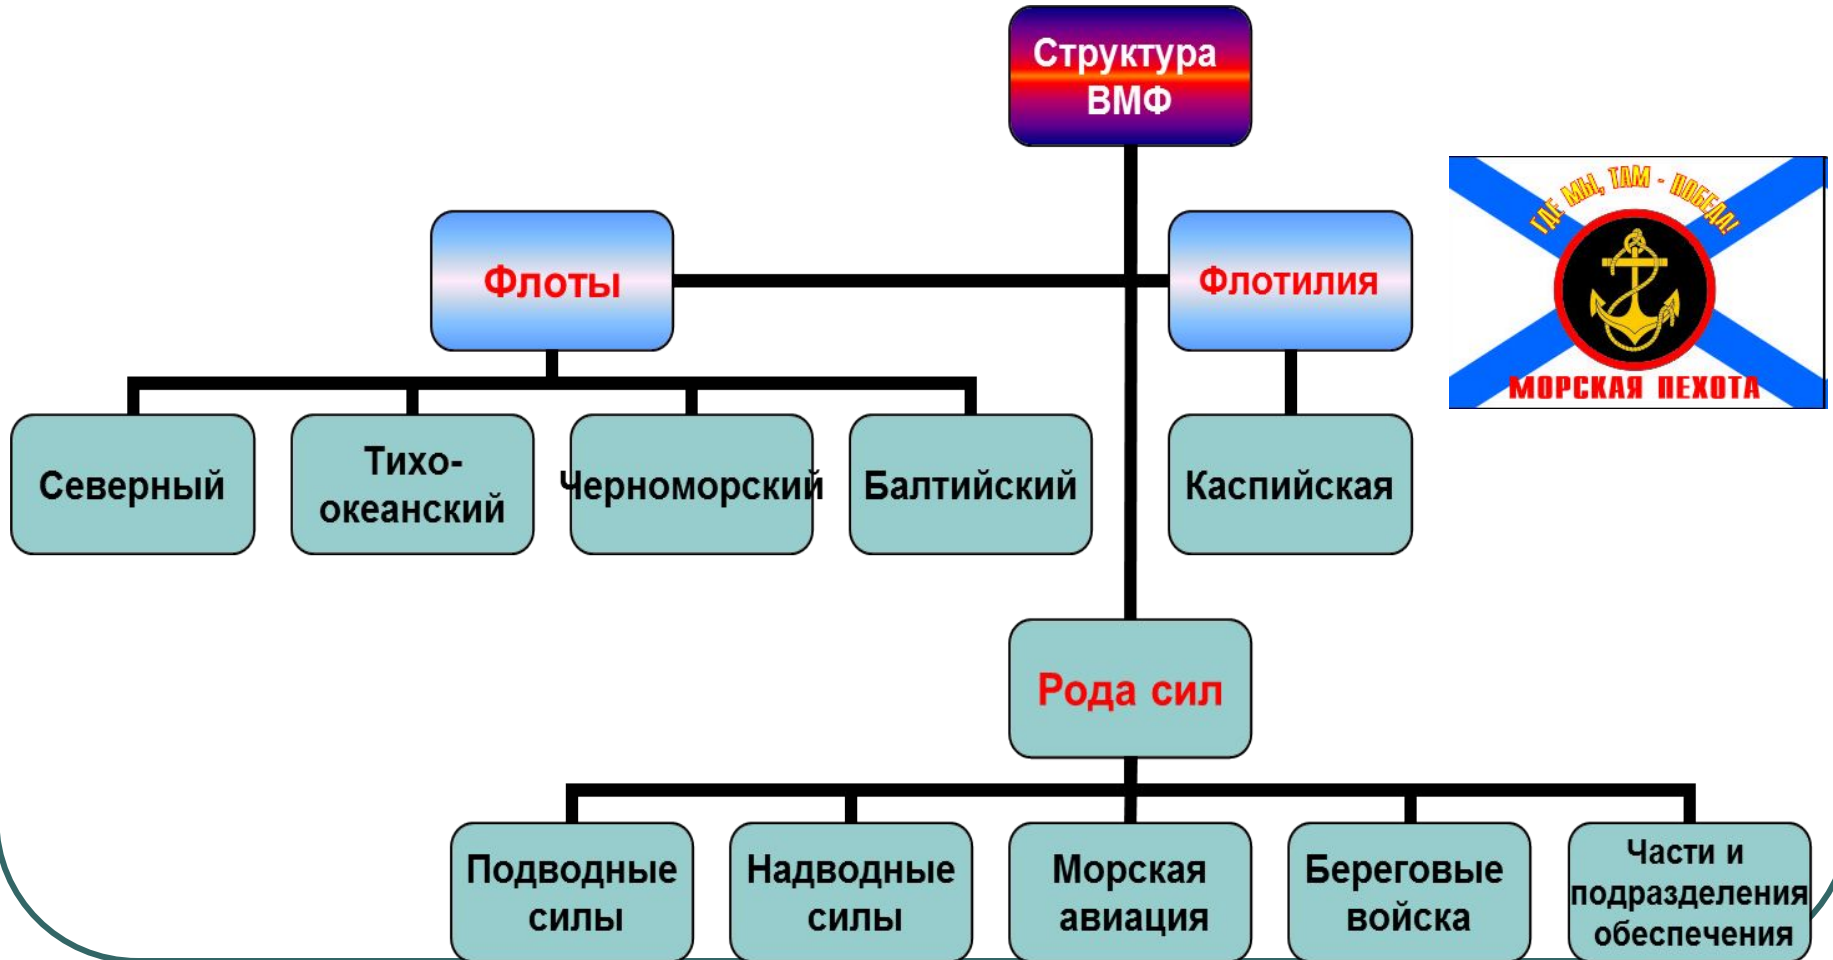 Структура
ВМФ
ГДЕ МЫ, ТАМ - ПОБЕДА!
МОРСКАЯ ПЕХОТА
Флоты
Флотилия
Северный
Тихо-
океанский
Черноморский
Балтийский
Каспийская
Рода сил
Подводные
силы
Надводные
силы
Морская
авиация
Береговые
войска
Части и
подразделения
обеспечения